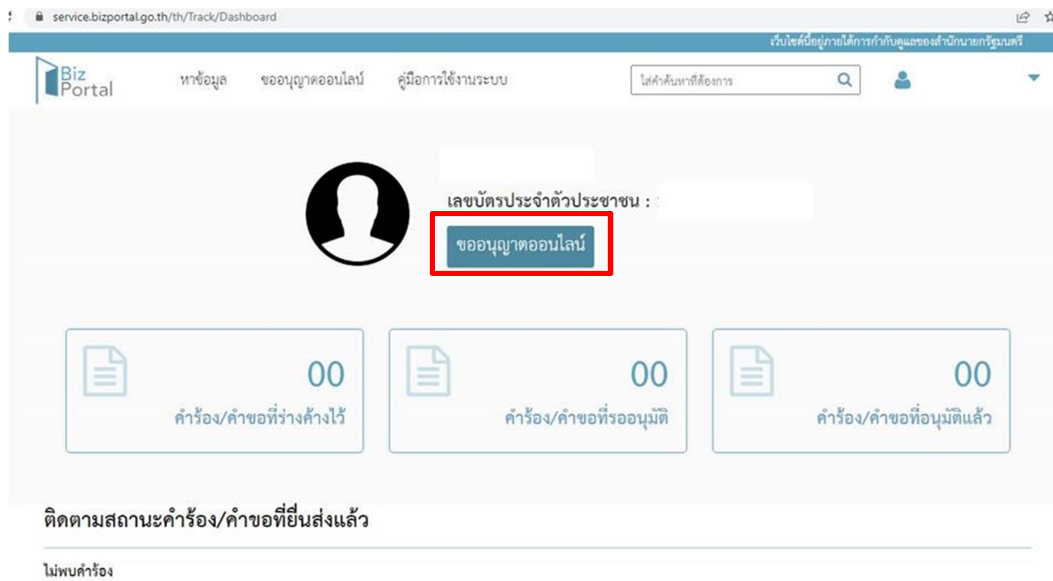 service.bizportal.go.th/th/Track/Dashboard
เว็บไซต์นี้อยู่ภายใต้การกำกับดูแลของสำนักนายกรัฐมนตรี
Biz Portal
หาข้อมูล ขออนุญาตออนไลน์ คู่มือการใช้งานระบบ ใส่คำค้นหาที่ต้องการ
เลขบัตรประจำตัวประชาชน :
ขออนุญาตออนไลน์
00 00 00
คำร้อง/คำขอที่ร่างค้างไว้ คำร้อง/คำขอที่รออนุมัติ คำร้อง/คำขอที่อนุมัติแล้ว
ติดตามสถานะคำร้อง/คำขอที่ยื่นส่งแล้ว
ไม่พบคำร้อง